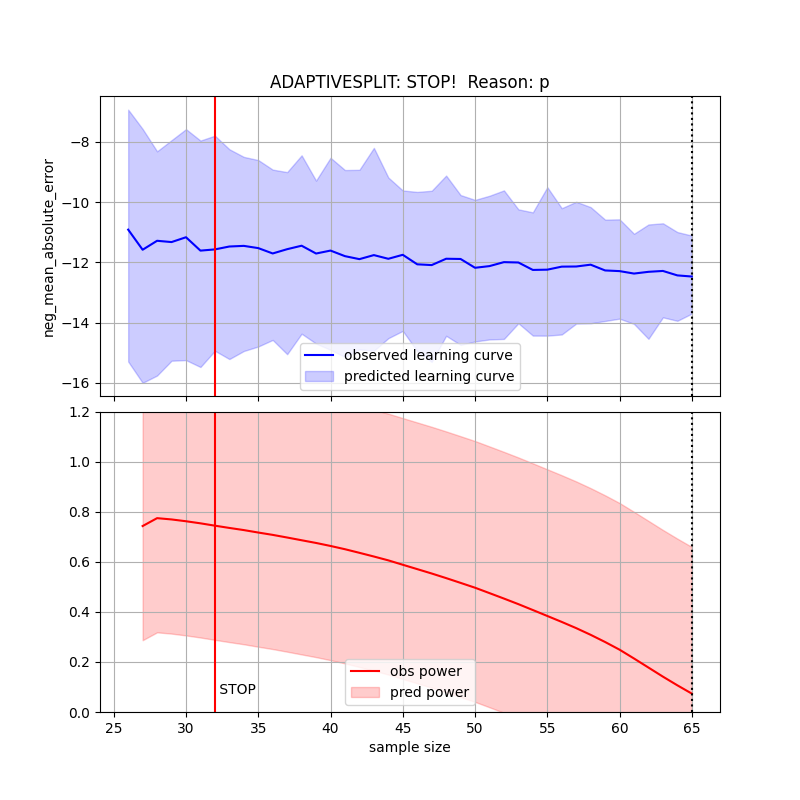 ADAPTIVESPLIT: STOP!  Reason: p
neg_mean_absolute_error
−8
−10
−12
−14
−16
observed learning curve
predicted learning curve
1.2
1.0
0.8
0.6
0.4
0.2
0.0
STOP
obs power
pred power
25 30 35 40 45 50 55 60 65
sample size